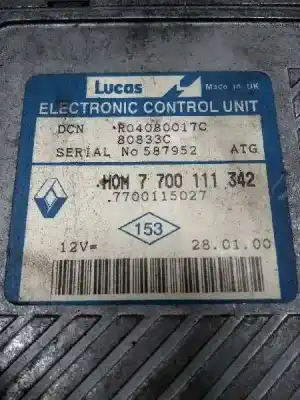 Lucas Made in UK
ELECTRONIC CONTROL UNIT
DCN R04080017C
80833C
SERIAL No 587952 ATG
HOM 7 700 111 342
7700115027
153
12V= 28.01.00